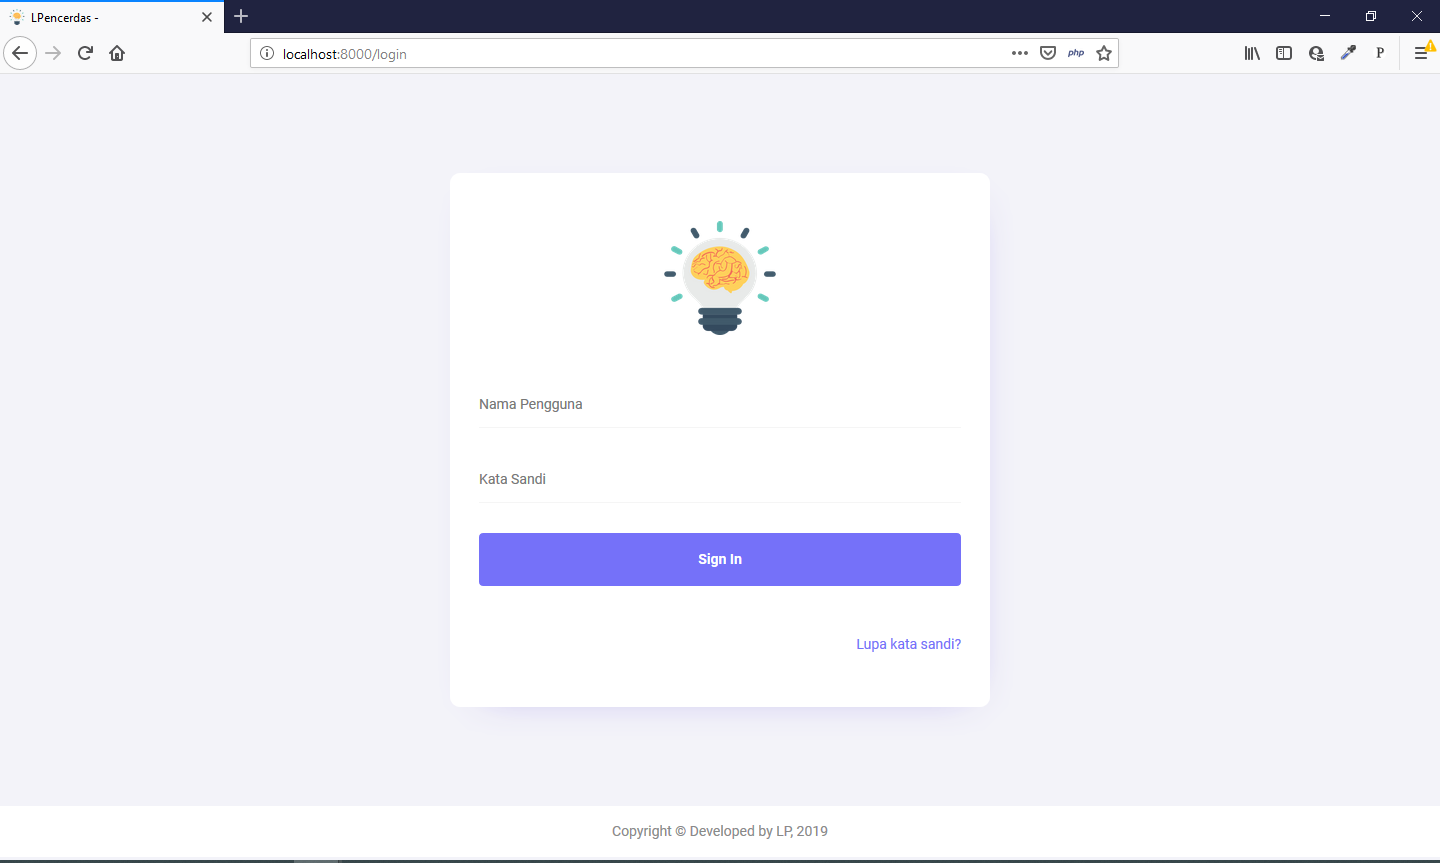 LPencerdas -
localhost:8000/login
php
P
Nama Pengguna
Kata Sandi
Sign In
Lupa kata sandi?
Copyright © Developed by LP, 2019